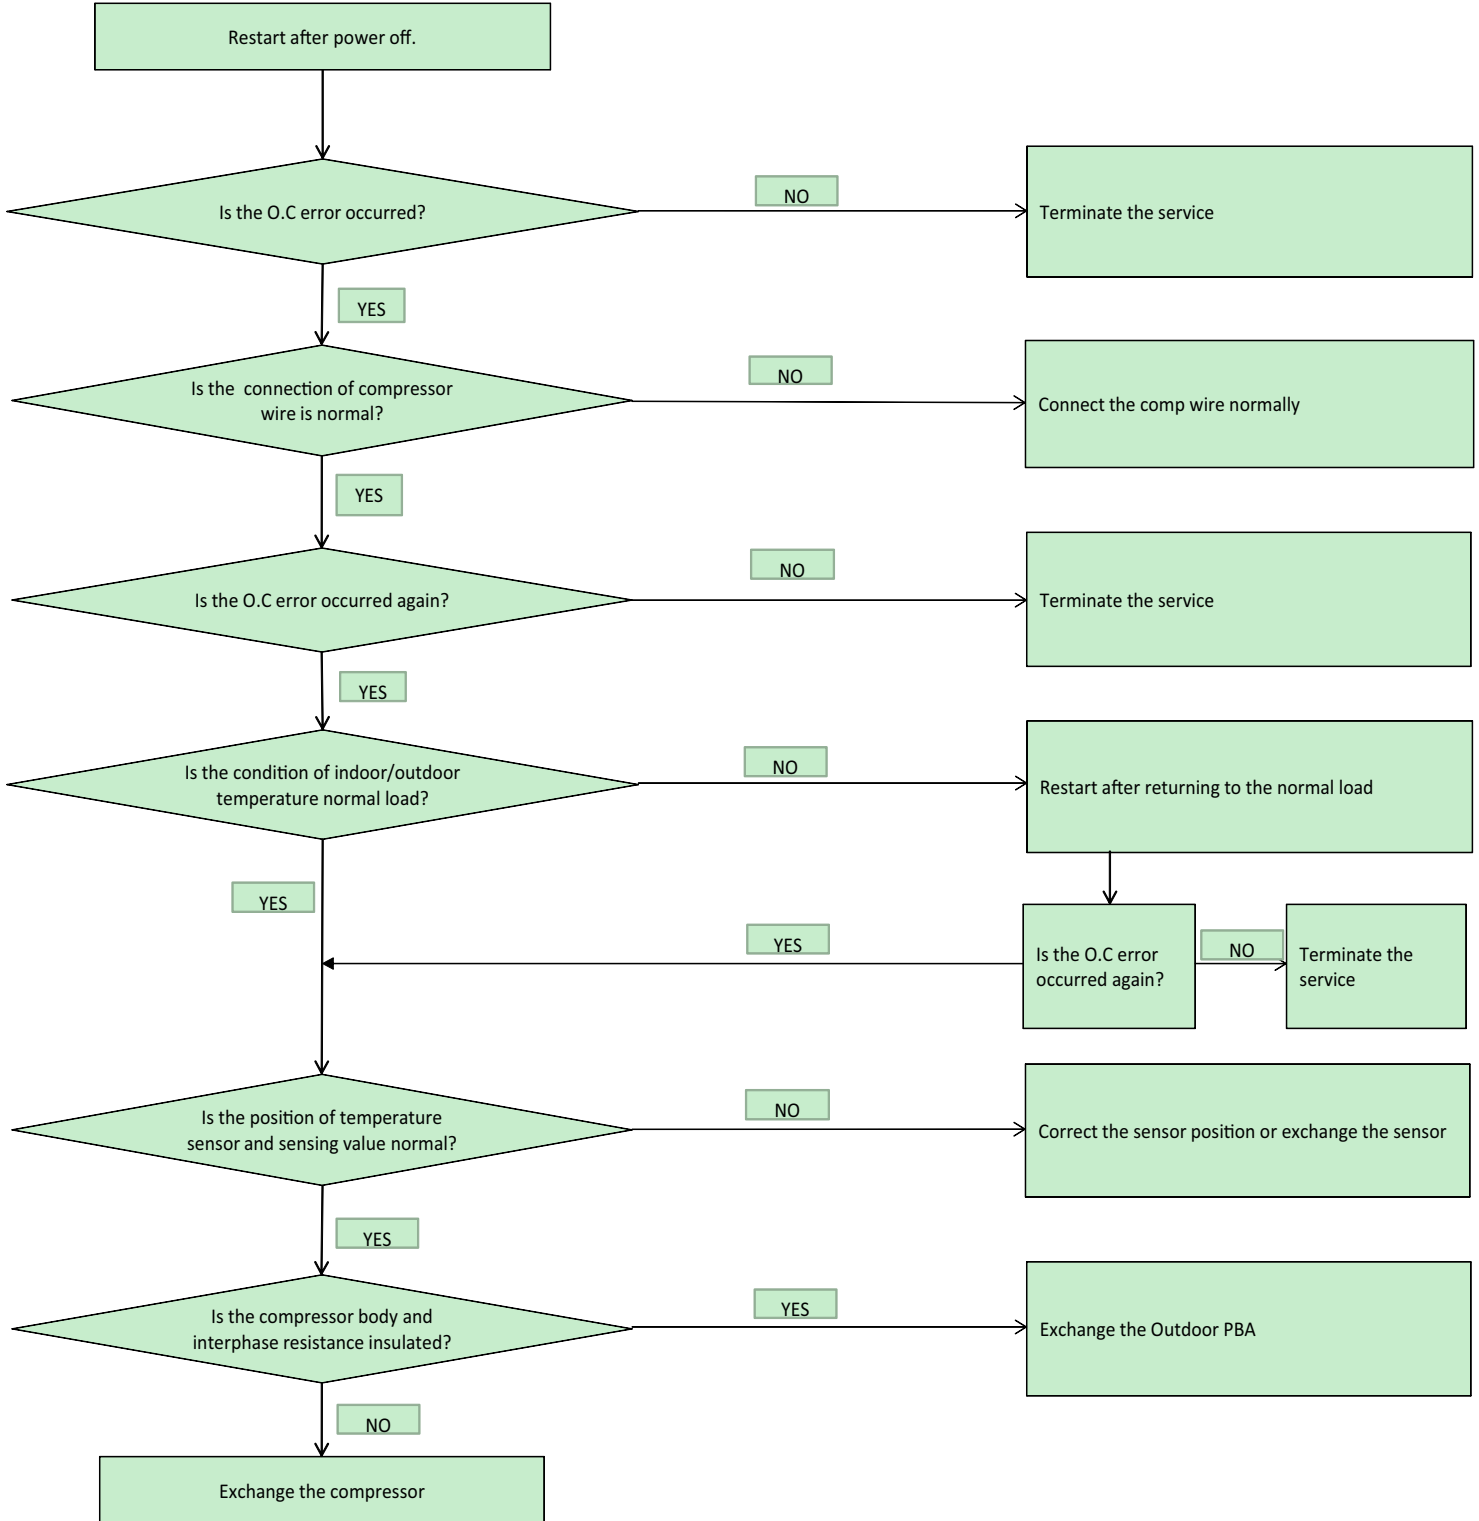 Restart after power off.
Is the O.C error occurred?
NO
Terminate the service
YES
Is the  connection of compressor
wire is normal?
NO
Connect the comp wire normally
YES
Is the O.C error occurred again?
NO
Terminate the service
YES
Is the condition of indoor/outdoor
temperature normal load?
NO
Restart after returning to the normal load
YES
YES
Is the O.C error
occurred again?
NO
Terminate the
service
Is the position of temperature
sensor and sensing value normal?
NO
Correct the sensor position or exchange the sensor
YES
Is the compressor body and
interphase resistance insulated?
YES
Exchange the Outdoor PBA
NO
Exchange the compressor